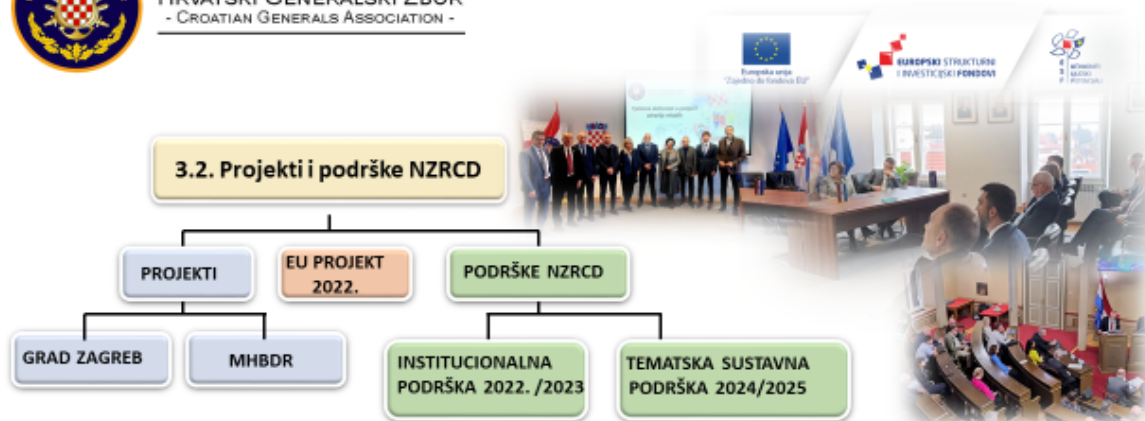 HRVATSKI GENERALSKI ZBOR
- CROATIAN GENERALS ASSOCIATION -
Europska unija
"Zajedno do fondova EU"
EUROPSKI STRUKTURNI
I INVESTICIJSKI FONDOVI
3.2. Projekti i podrške NZRCD
PROJEKTI
EU PROJEKT
2022.
PODRŠKE NZRCD
GRAD ZAGREB
MHBDR
INSTITUCIONALNA
PODRŠKA 2022. /2023
TEMATSKA SUSTAVNA
PODRŠKA 2024/2025